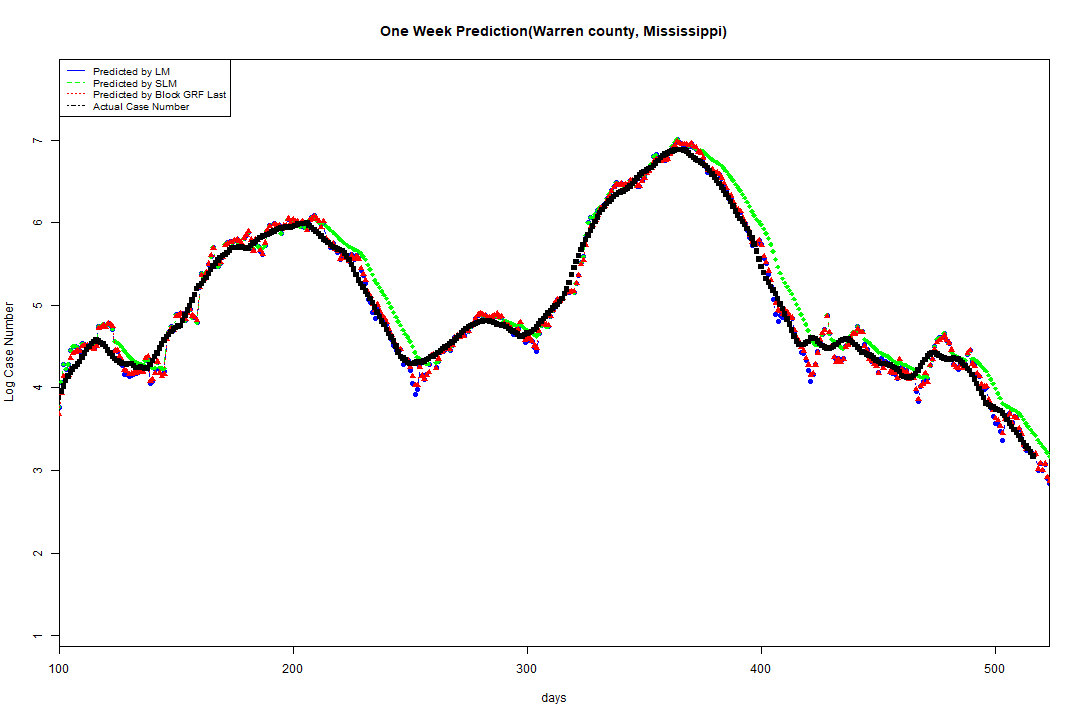 One Week Prediction(Warren county, Mississippi)
Predicted by LM
Predicted by SLM
Predicted by Block GRF Last
Actual Case Number
7
6
5
4
3
2
1
Log Case Number
100 200 300 400 500
days